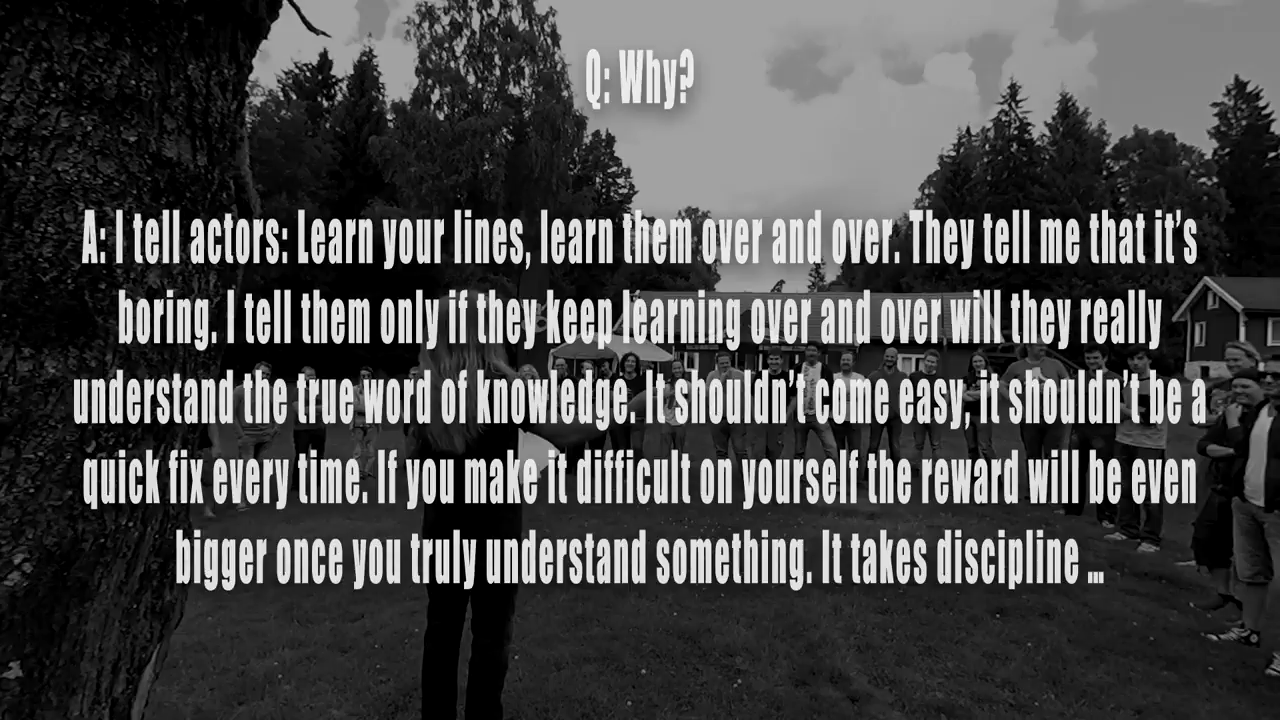 Q: Why?
A: I tell actors: Learn your lines, learn them over and over. They tell me that it’s
boring. I tell them only if they keep learning over and over will they really
understand the true word of knowledge. It shouldn’t come easy, it shouldn’t be a
quick fix every time. If you make it difficult on yourself the reward will be even
bigger once you truly understand something. It takes discipline ...